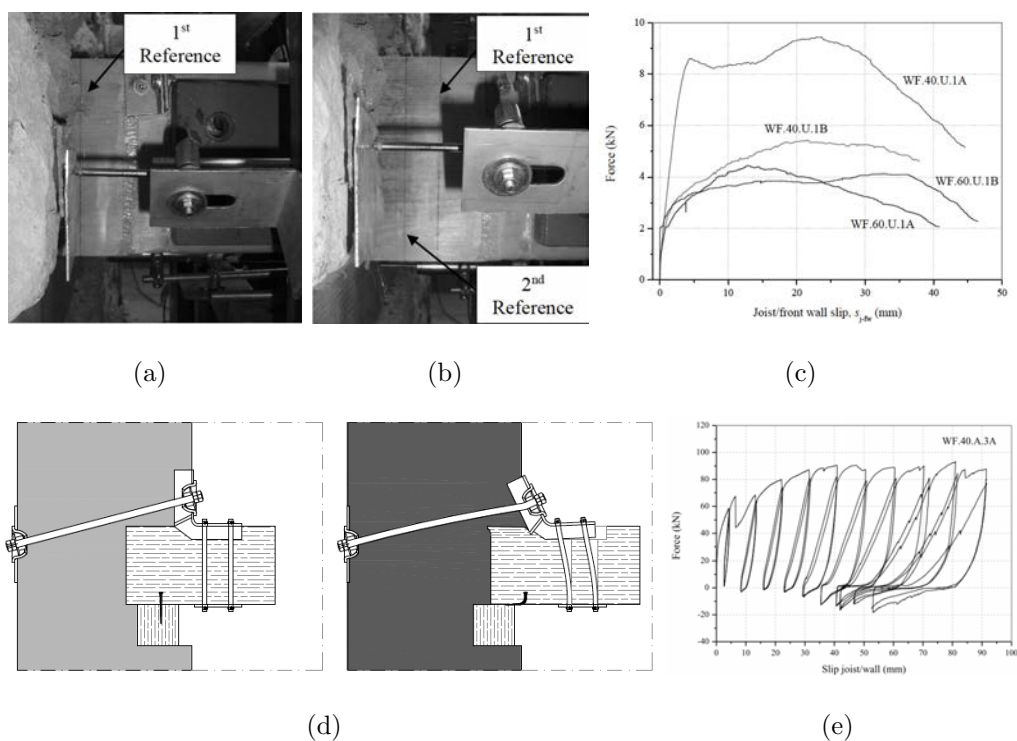 1st
Reference
1st
Reference
2nd
Reference
(a)
(b)
10
8
6
4
2
0
Force (kN)
WF.40.U.1A
WF.40.U.1B
WF.60.U.1B
WF.60.U.1A
0 10 20 30 40 50
Joist/front wall slip, sj-fw (mm)
(c)
(d)
WF.40.A.3A
120
100
80
60
40
20
0
-20
-40
Force (kN)
0 10 20 30 40 50 60 70 80 90 100
Slip joist/wall (mm)
(e)